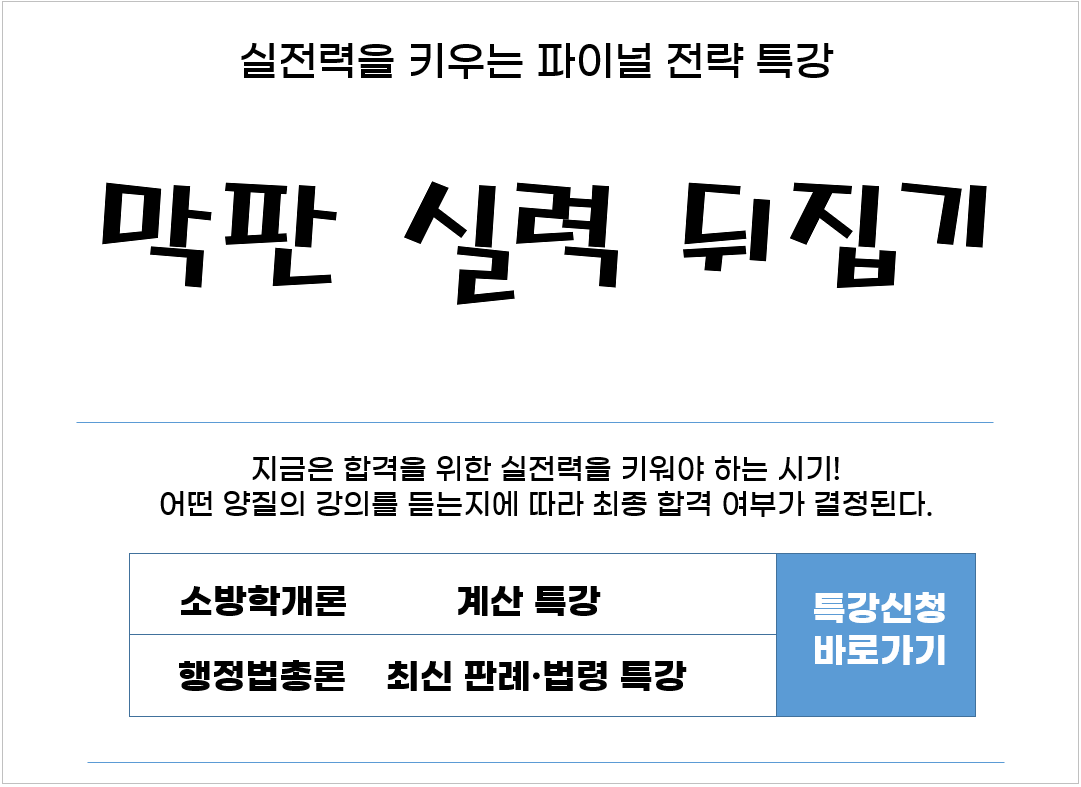 실전력을 키우는 파이널 전략 특강
막판 실력 뒤집기
지금은 합격을 위한 실전력을 키워야 하는 시기!
어떤 양질의 강의를 듣는지에 따라 최종 합격 여부가 결정된다.
소방학개론 계산 특강
행정법총론 최신 판례·법령 특강
특강신청
바로가기